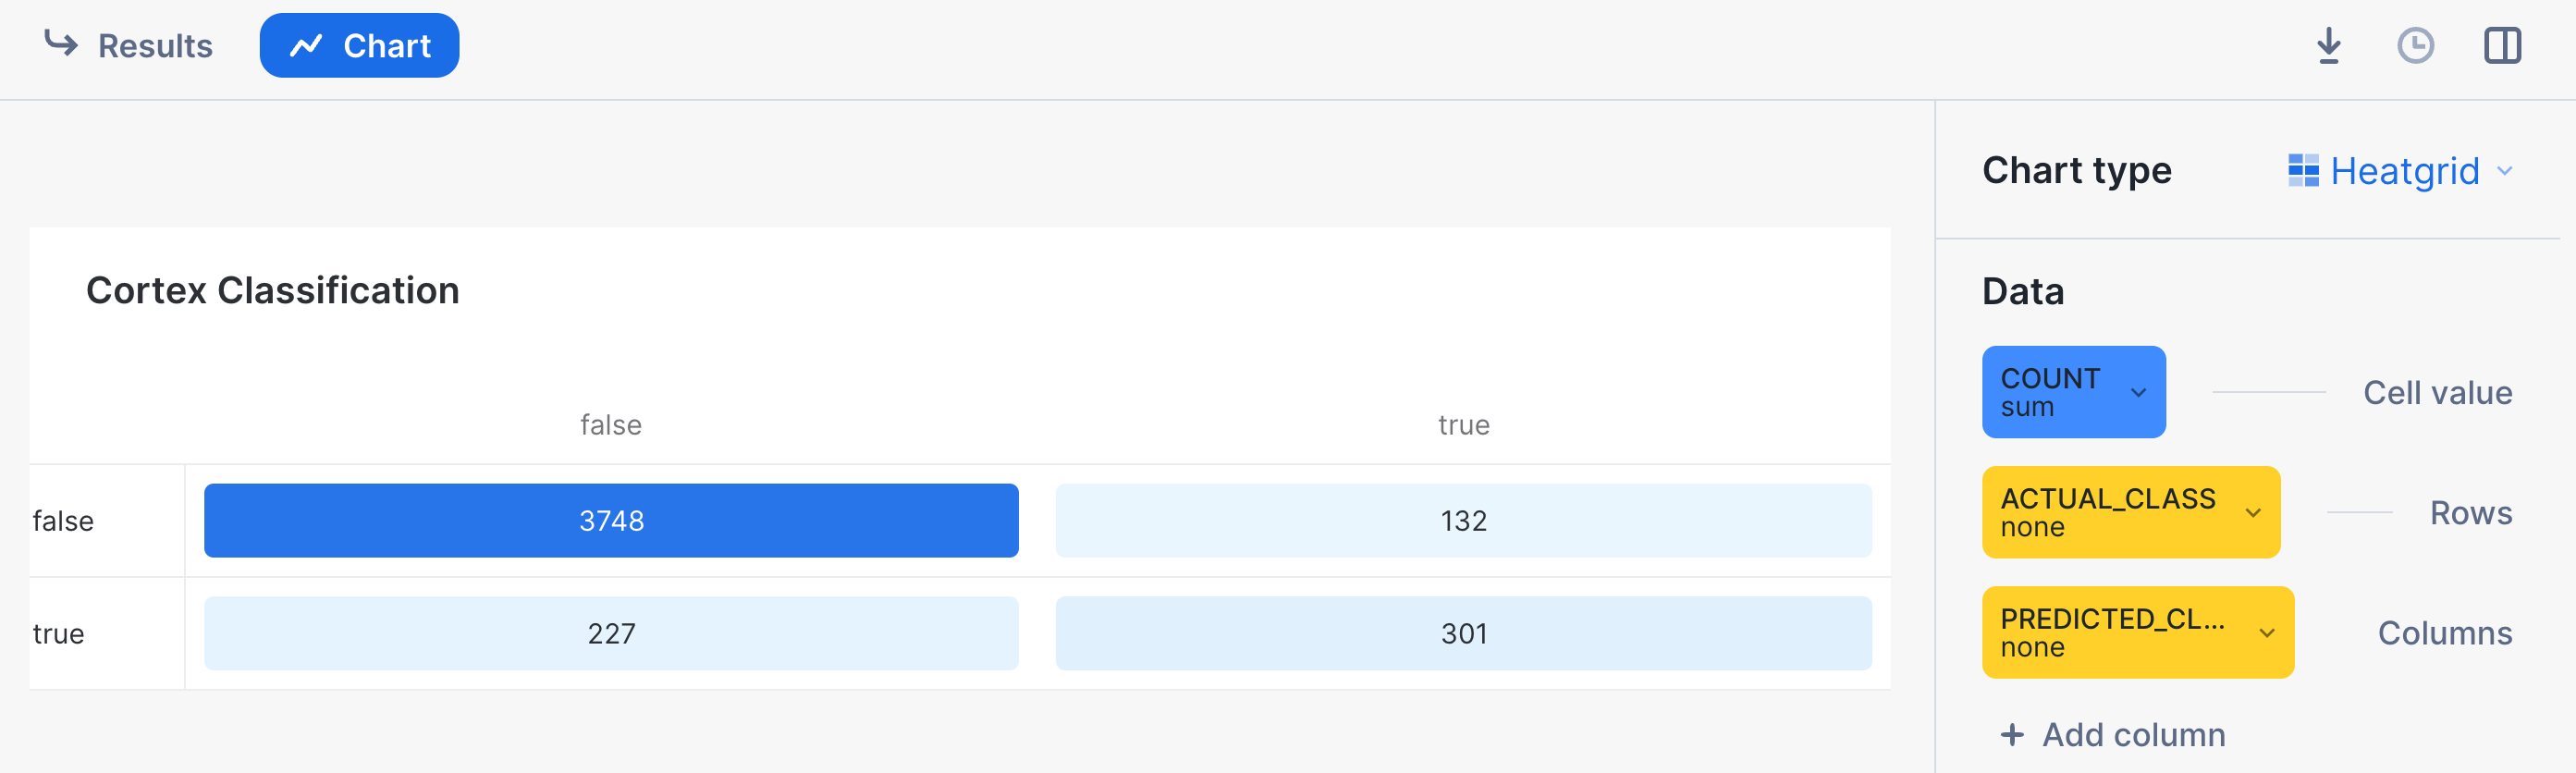 Results
Chart
Chart type
Heatgrid
Cortex Classification
Data
COUNT
sum
Cell value
false
true
false
3748
132
ACTUAL_CLASS
none
Rows
true
227
301
PREDICTED_CL...
none
Columns
+ Add column